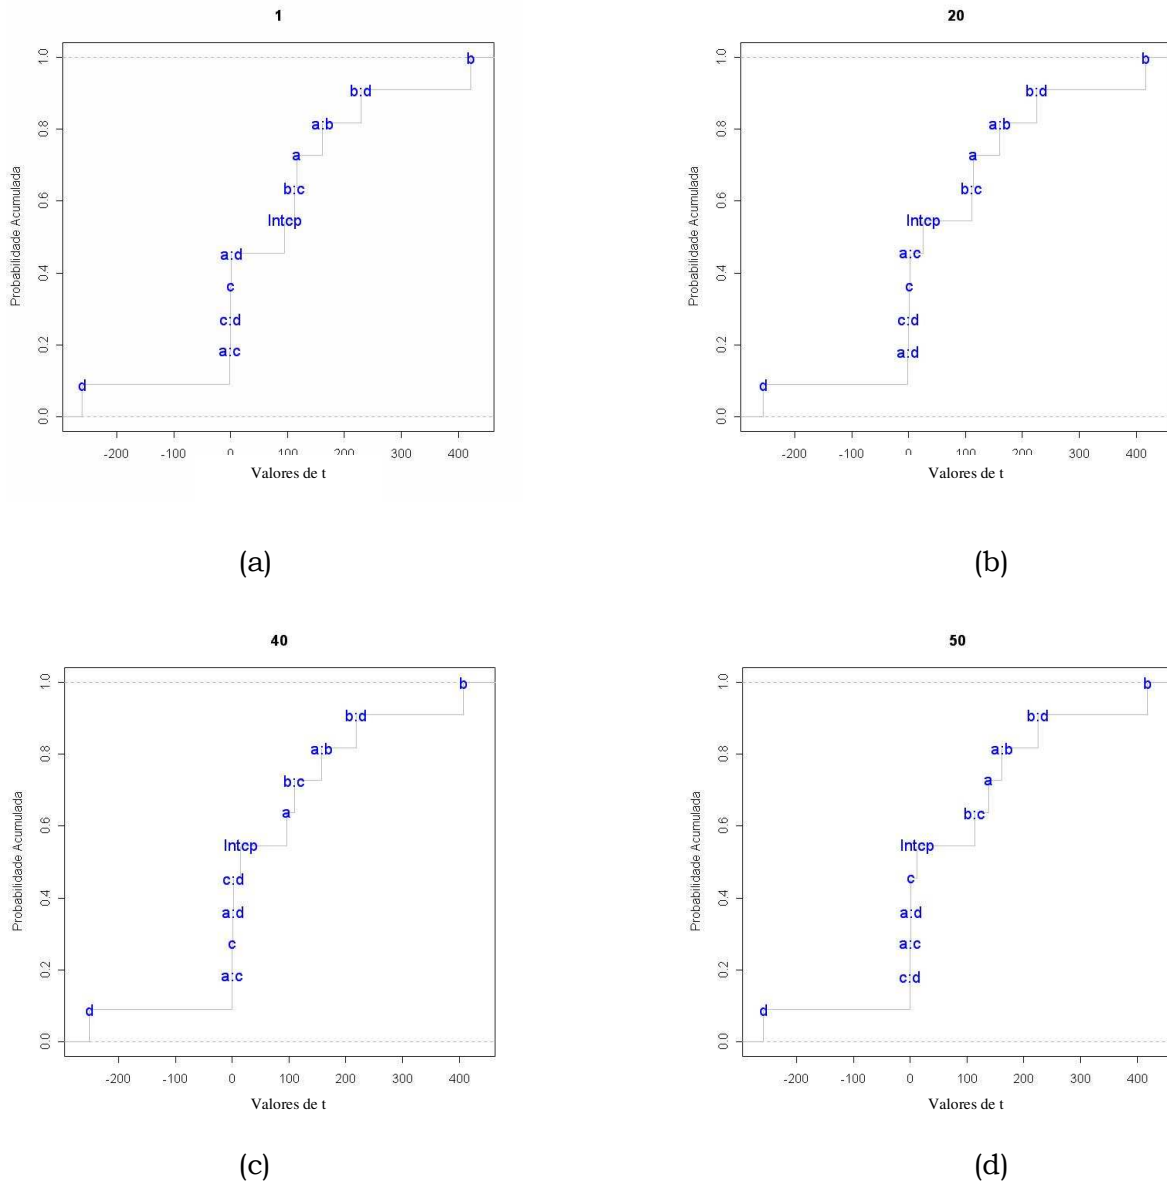 1
Probabilidade Acumulada
1.0
0.8
0.6
0.4
0.2
0.0
b
b:d
a:b
a
b:c
Intcp
a:d
c
c:d
a:c
d
-200 -100 0 100 200 300 400
Valores de t
(a)
20
Probabilidade Acumulada
1.0
0.8
0.6
0.4
0.2
0.0
b
b:d
a:b
a
b:c
Intcp
a:c
c
c:d
a:d
d
-200 -100 0 100 200 300 400
Valores de t
(b)
40
Probabilidade Acumulada
1.0
0.8
0.6
0.4
0.2
0.0
b
b:d
a:b
b:c
a
Intcp
c:d
a:d
c
a:c
d
-200 -100 0 100 200 300 400
Valores de t
(c)
50
Probabilidade Acumulada
1.0
0.8
0.6
0.4
0.2
0.0
b
b:d
a:b
a
b:c
Intcp
c
a:d
a:c
c:d
d
-200 -100 0 100 200 300 400
Valores de t
(d)